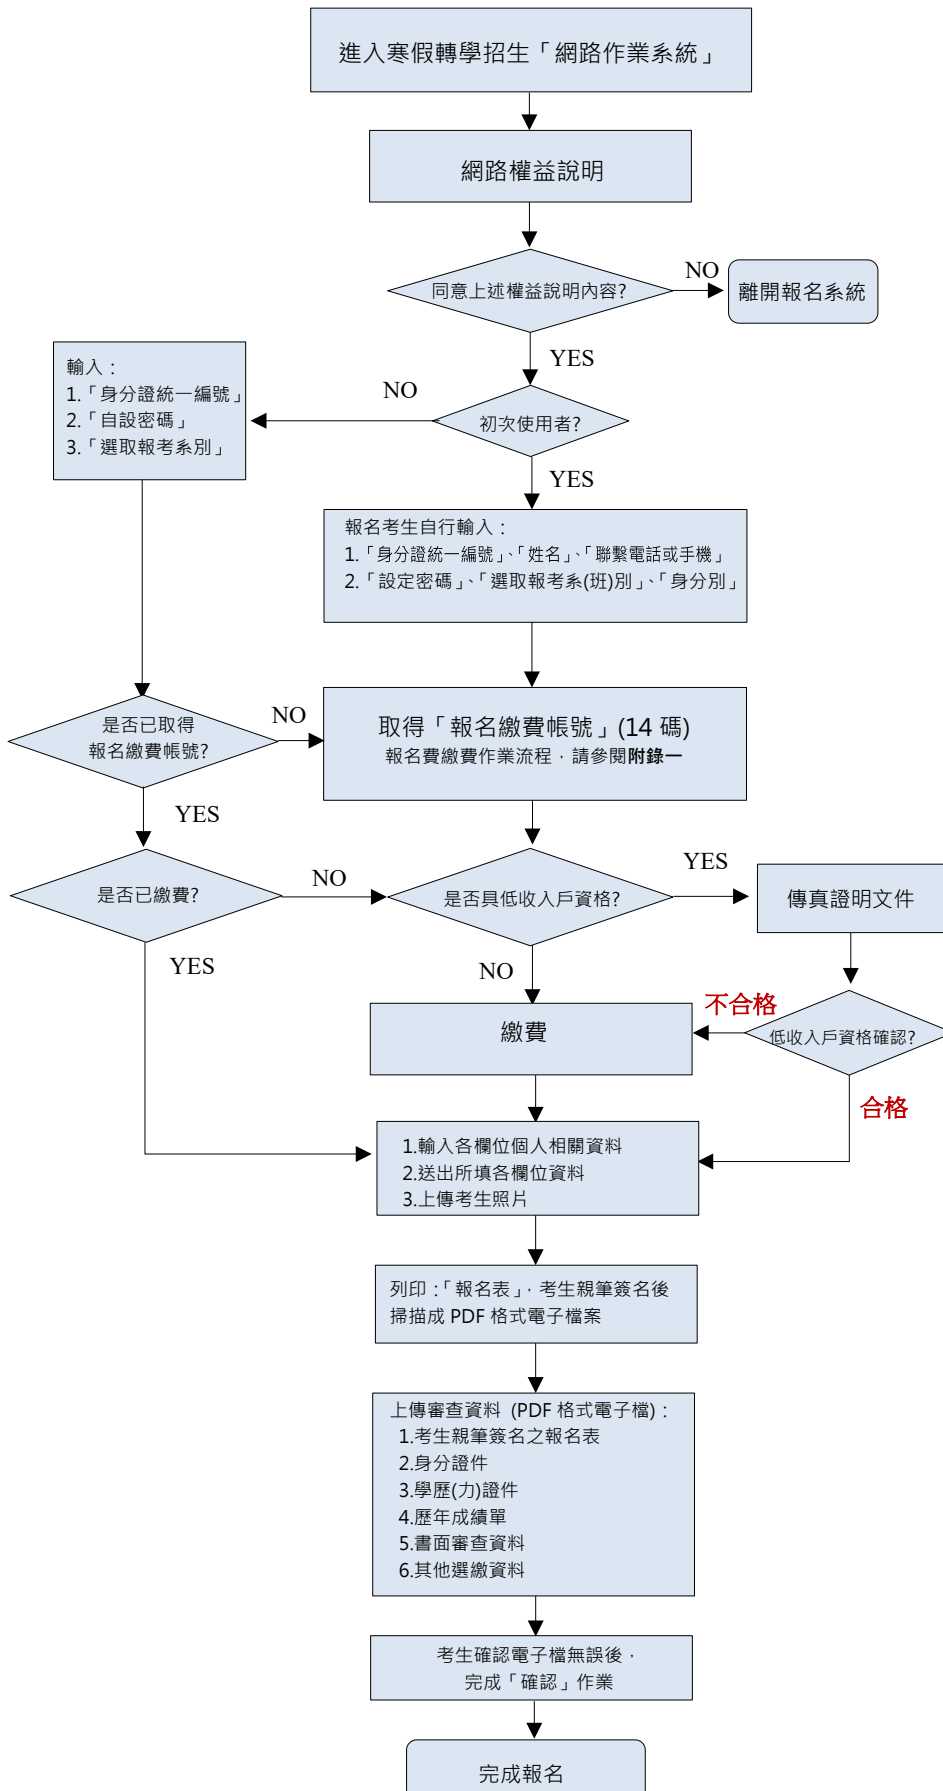 進入寒假轉學招生「網路作業系統」
網路權益說明
同意上述權益說明內容?
NO
離開報名系統
YES
輸入：
1.「身分證統一編號」
2.「自設密碼」
3.「選取報考系別」
NO
初次使用者?
YES
報名考生自行輸入：
1.「身分證統一編號」、「姓名」、「聯繫電話或手機」
2.「設定密碼」、「選取報考系(班)別」、「身分別」
是否已取得
報名繳費帳號?
NO
取得「報名繳費帳號」(14 碼)
報名費繳費作業流程，請參閱附錄一
YES
是否已繳費?
NO
是否具低收入戶資格?
YES
傳真證明文件
YES
NO
繳費
不合格
低收入戶資格確認?
合格
1.輸入各欄位個人相關資料
2.送出所填各欄位資料
3.上傳考生照片
列印：「報名表」，考生親筆簽名後
掃描成 PDF 格式電子檔案
上傳審查資料 (PDF 格式電子檔)：
1.考生親筆簽名之報名表
2.身分證件
3.學歷(力)證件
4.歷年成績單
5.書面審查資料
6.其他選繳資料
考生確認電子檔無誤後，
完成「確認」作業
完成報名